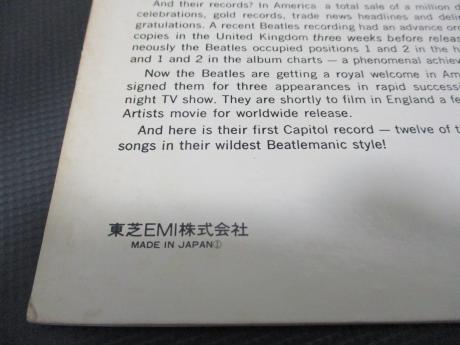 And their records? In America a total sale of a million d
celebrations, gold records, trade news headlines and deli
gratulations. A recent Beatles recording had an advance or
copies in the United Kingdom three weeks before releas
neously the Beatles occupied positions 1 and 2 in the h
and 1 and 2 in the album charts — a phenomenal achiev
Now the Beatles are getting a royal welcome in Am
signed them for three appearances in rapid successi
night TV show. They are shortly to film in England a fe
Artists movie for worldwide release.
And here is their first Capitol record — twelve of t
songs in their wildest Beatlemanic style!
東芝EMI株式会社
MADE IN JAPAN①